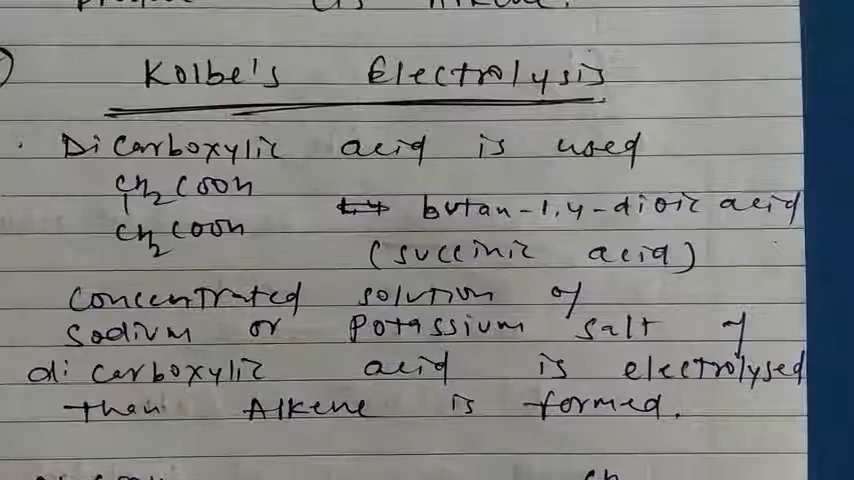 Kolbe's Electrolysis
. Dicarboxylic acid is used
CH2COOH
CH2COOH
butan-1,4-dioic acid
(succinic acid)
Concentrated solution of
sodium or Potassium salt of
dicarboxylic acid is electrolysed
than Alkene is formed.